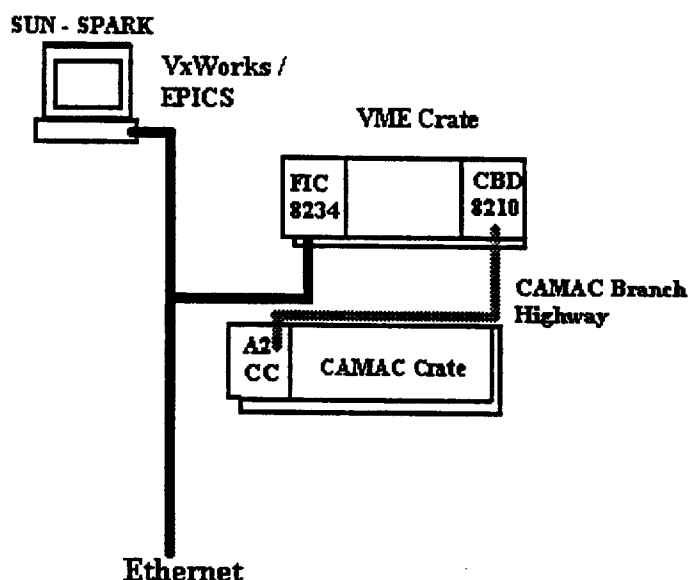 SUN - SPARK
VxWorks /
EPICS
VME Crate
FIC
8234
CBD
8210
CAMAC Branch
Highway
A2
CC
CAMAC Crate
Ethernet